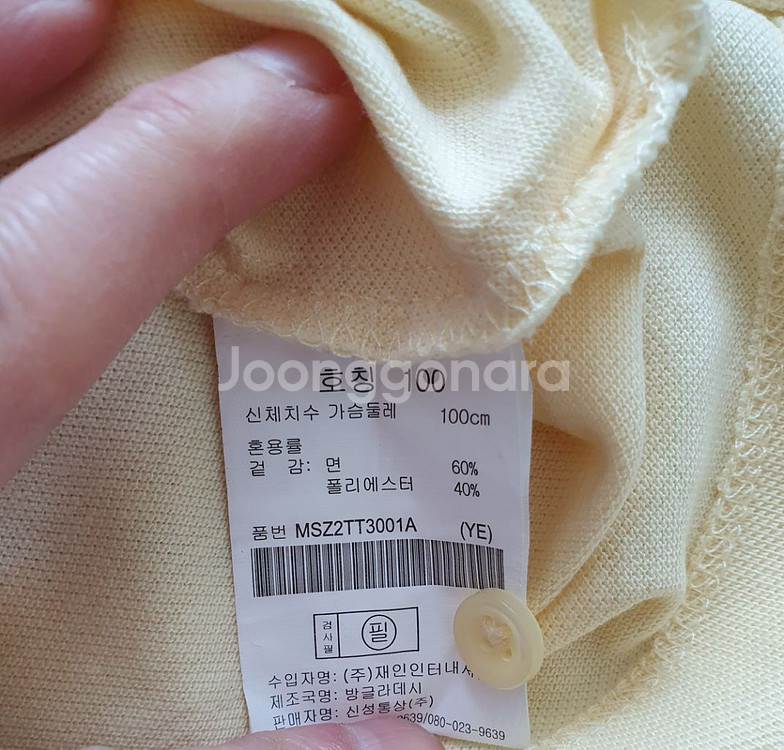 Joonggonara
호칭 100
신체치수 가슴둘레 100cm
혼용률
겉 감: 면 60%
폴리에스터 40%
품번 MSZ2TT3001A (YE)
검사필 필
수입자명: (주)재인인터내
제조국명: 방글라데시
판매자명: 신성통상(주)
9639/080-023-9639